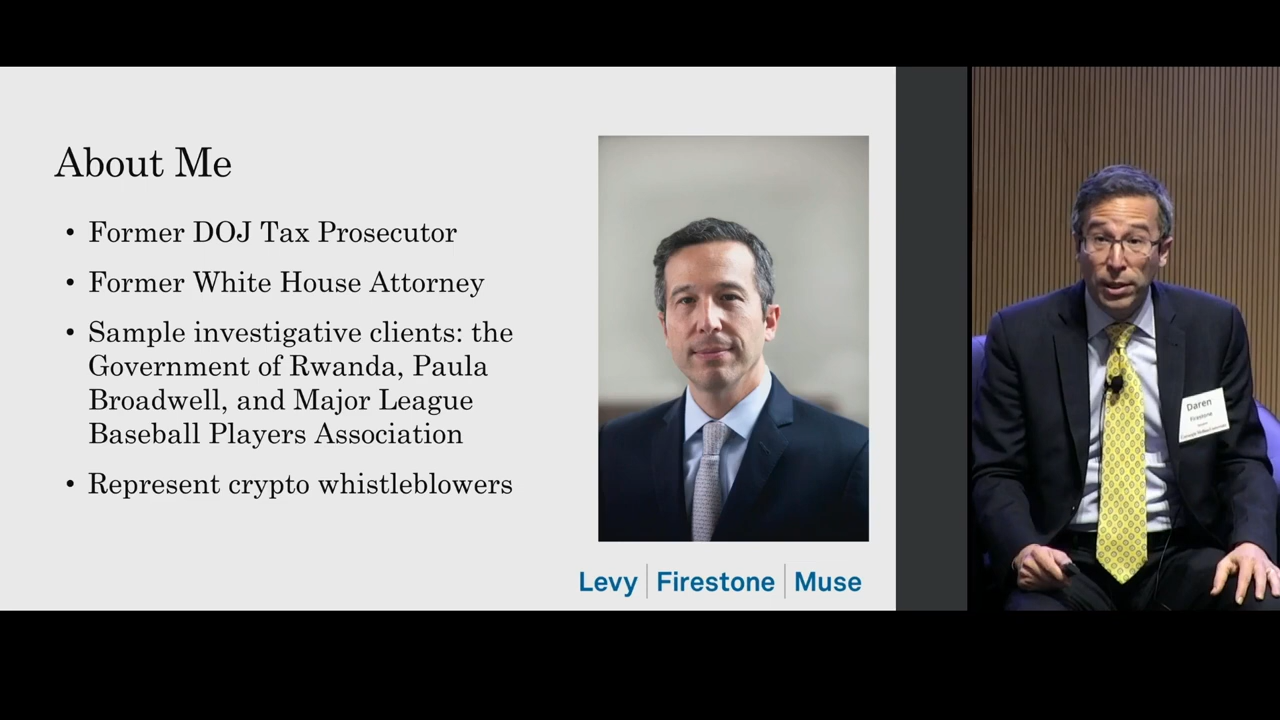 About Me
• Former DOJ Tax Prosecutor
• Former White House Attorney
• Sample investigative clients: the
Government of Rwanda, Paula
Broadwell, and Major League
Baseball Players Association
• Represent crypto whistleblowers
Levy | Firestone | Muse
Daren
Firestone